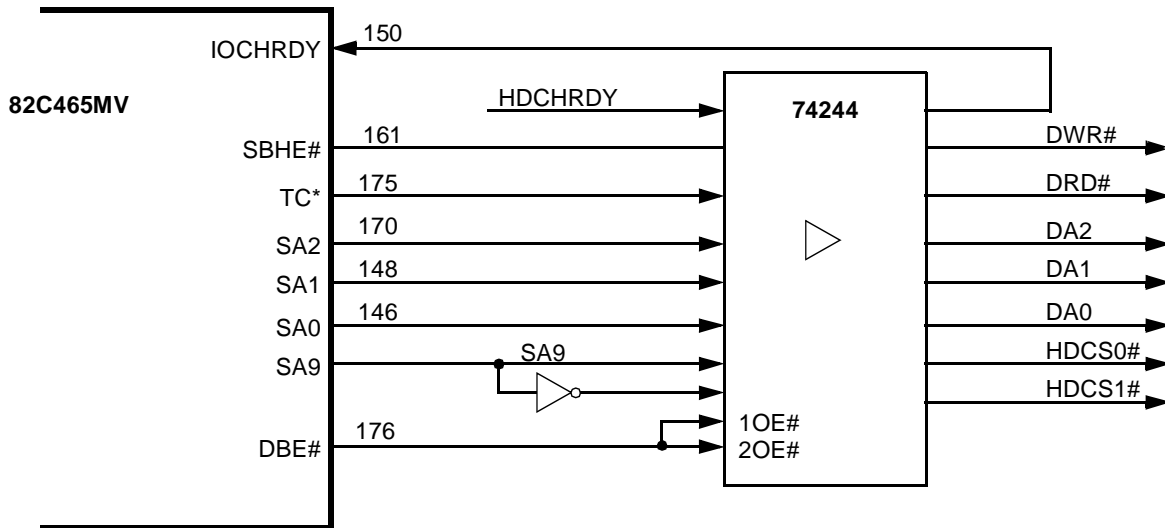 150
IOCHRDY
82C465MV
HDCHRDY
74244
SBHE#
161
DWR#
TC*
175
DRD#
SA2
170
DA2
SA1
148
DA1
SA0
146
DA0
SA9
SA9
HDCS0#
HDCS1#
1OE#
DBE#
176
2OE#